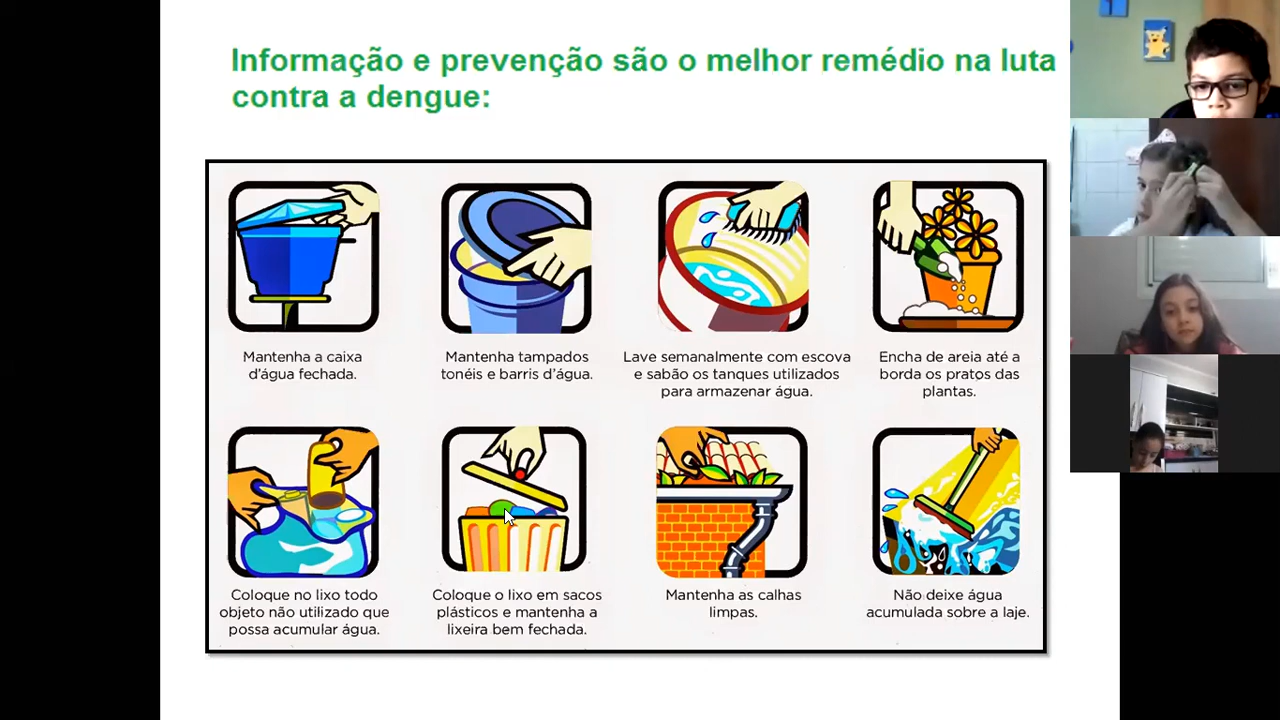 Informação e prevenção são o melhor remédio na luta
contra a dengue:
Mantenha a caixa
d'água fechada.
Mantenha tampados
tonéis e barris d'água.
Lave semanalmente com escova
e sabão os tanques utilizados
para armazenar água.
Encha de areia até a
borda os pratos das
plantas.
Coloque no lixo todo
objeto não utilizado que
possa acumular água.
Coloque o lixo em sacos
plásticos e mantenha a
lixeira bem fechada.
Mantenha as calhas
limpas.
Não deixe água
acumulada sobre a laje.